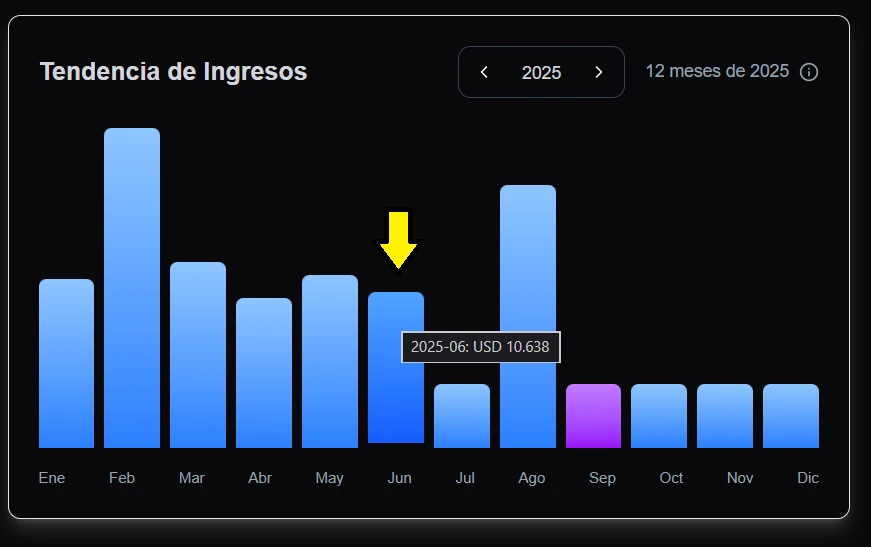 Tendencia de Ingresos
2025
12 meses de 2025
2025-06: USD 10.638
Ene Feb Mar Abr May Jun Jul Ago Sep Oct Nov Dic